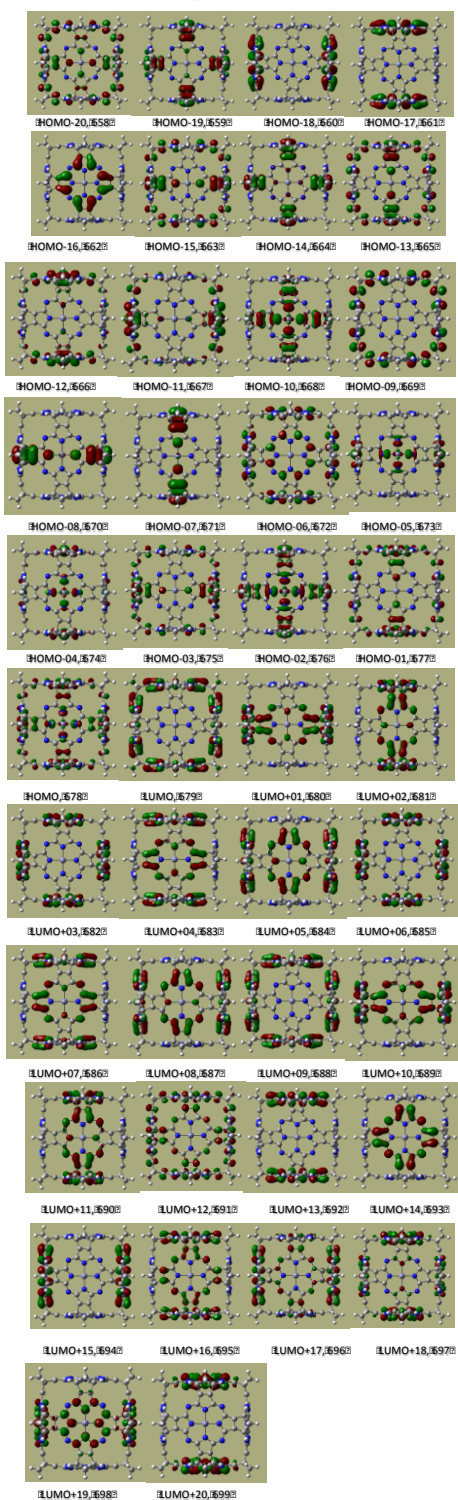 HOMO-20, 658 HOMO-19, 659 HOMO-18, 660 HOMO-17, 661
HOMO-16, 662 HOMO-15, 663 HOMO-14, 664 HOMO-13, 665
HOMO-12, 666 HOMO-11, 667 HOMO-10, 668 HOMO-09, 669
HOMO-08, 670 HOMO-07, 671 HOMO-06, 672 HOMO-05, 673
HOMO-04, 674 HOMO-03, 675 HOMO-02, 676 HOMO-01, 677
HOMO, 678 LUMO, 679 LUMO+01, 680 LUMO+02, 681
LUMO+03, 682 LUMO+04, 683 LUMO+05, 684 LUMO+06, 685
LUMO+07, 686 LUMO+08, 687 LUMO+09, 688 LUMO+10, 689
LUMO+11, 690 LUMO+12, 691 LUMO+13, 692 LUMO+14, 693
LUMO+15, 694 LUMO+16, 695 LUMO+17, 696 LUMO+18, 697
LUMO+19, 698 LUMO+20, 699